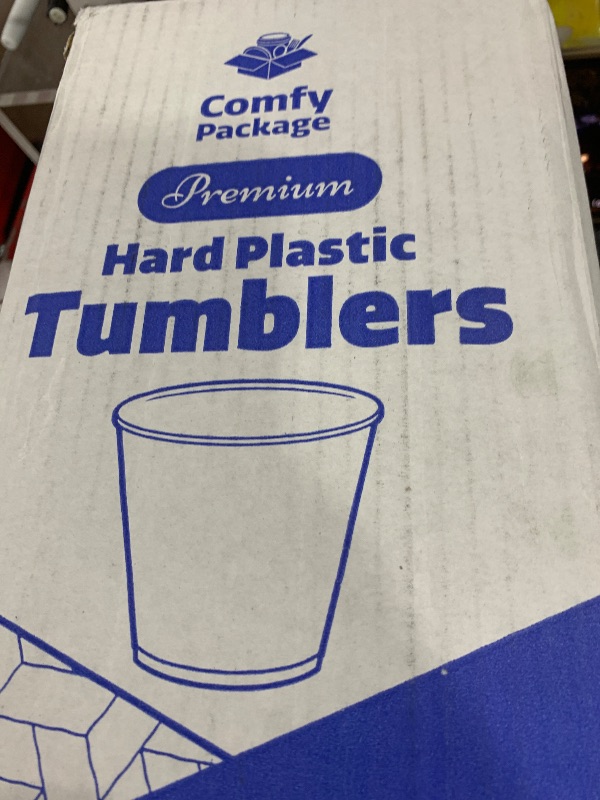 Comfy
Package
Premium
Hard Plastic
Tumblers